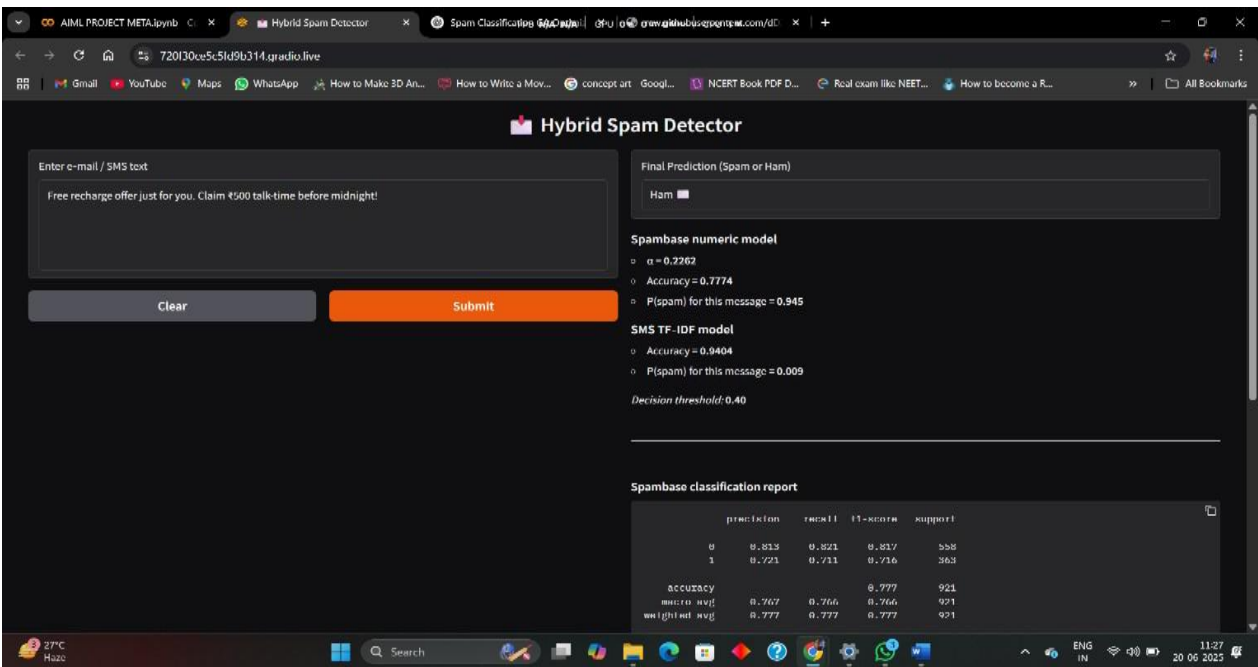 AIML PROJECT META.ipynb
Hybrid Spam Detector
Spam Classification
720130ce5c51d9b314.gradio.live
Gmail YouTube Maps WhatsApp How to Make 3D An... How to Write a Mov... concept art Googl... NCERT Book PDF D... Real exam like NEET... How to become a R... » All Bookmarks
Hybrid Spam Detector
Enter e-mail / SMS text
Free recharge offer just for you. Claim ₹500 talk-time before midnight!
Clear Submit
Final Prediction (Spam or Ham)
Ham
Spambase numeric model
α = 0.2262
Accuracy = 0.7774
P(spam) for this message = 0.945
SMS TF-IDF model
Accuracy = 0.9404
P(spam) for this message = 0.009
Decision threshold: 0.40
Spambase classification report
precision recall f1-score support
0 0.813 0.821 0.817 558
1 0.721 0.711 0.716 363
accuracy 0.777 921
macro avg 0.767 0.766 0.766 921
weighted avg 0.777 0.777 0.777 921
27°C
Haze
Search
ENG
IN
11:27
20 06 2025